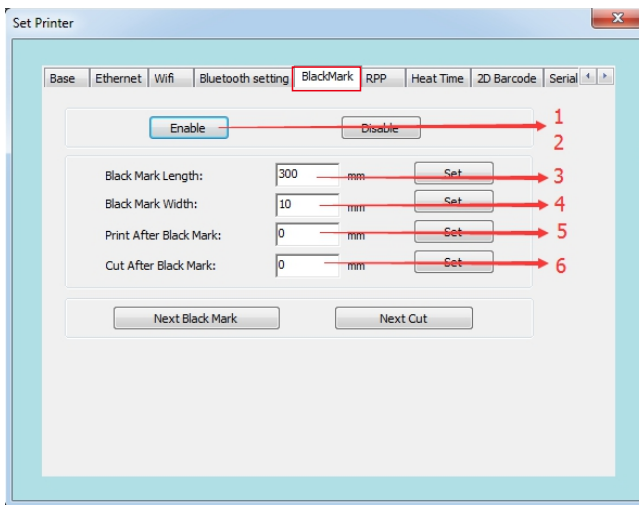 Set Printer
Base Ethernet Wifi Bluetooth setting BlackMark RPP Heat Time 2D Barcode Serial
Enable Disable 1
2
Black Mark Length: 300 mm Set 3
Black Mark Width: 10 mm Set 4
Print After Black Mark: 0 mm Set 5
Cut After Black Mark: 0 mm Set 6
Next Black Mark Next Cut